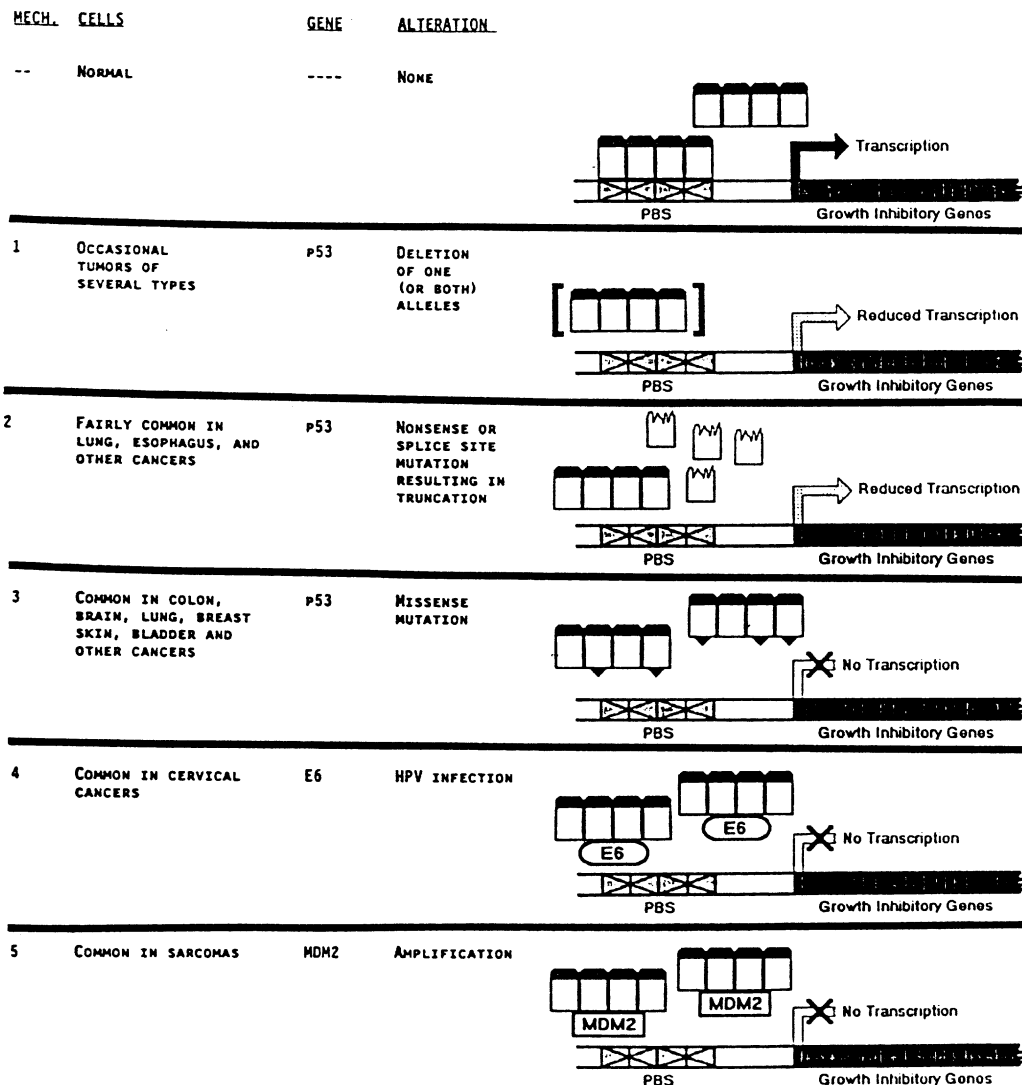 MECH. CELLS GENE ALTERATION
-- NORMAL ---- NONE
Transcription
PBS Growth Inhibitory Genes
1 OCCASIONAL TUMORS OF SEVERAL TYPES
p53
DELETION OF ONE (OR BOTH) ALLELES
Reduced Transcription
PBS Growth Inhibitory Genes
2 FAIRLY COMMON IN LUNG, ESOPHAGUS, AND OTHER CANCERS
p53
NONSENSE OR SPLICE SITE MUTATION RESULTING IN TRUNCATION
Reduced Transcription
PBS Growth Inhibitory Genes
3 COMMON IN COLON, BRAIN, LUNG, BREAST SKIN, BLADDER AND OTHER CANCERS
p53
MISSENSE MUTATION
No Transcription
PBS Growth Inhibitory Genes
4 COMMON IN CERVICAL CANCERS
E6
HPV INFECTION
E6
E6
No Transcription
PBS Growth Inhibitory Genes
5 COMMON IN SARCOMAS
MDM2
AMPLIFICATION
MDM2
MDM2
No Transcription
PBS Growth Inhibitory Genes